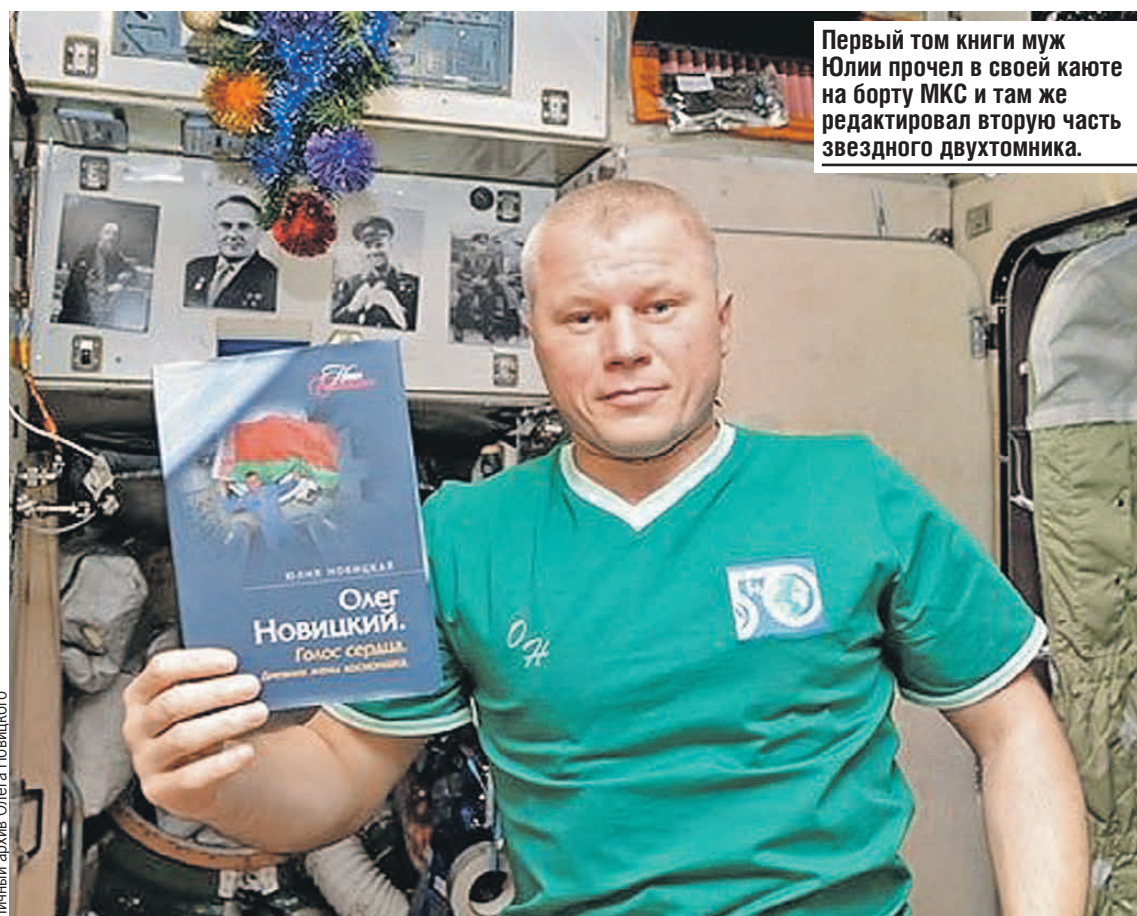 Первый том книги муж
Юлии прочел в своей каюте
на борту МКС и там же
редактировал вторую часть
звездного двухтомника.
ЮЛИЯ НОВИЦКАЯ
Олег
Новицкий.
Голос сердца.
Дневник жены космонавта.
ОН
50
архив Олега Новицкого